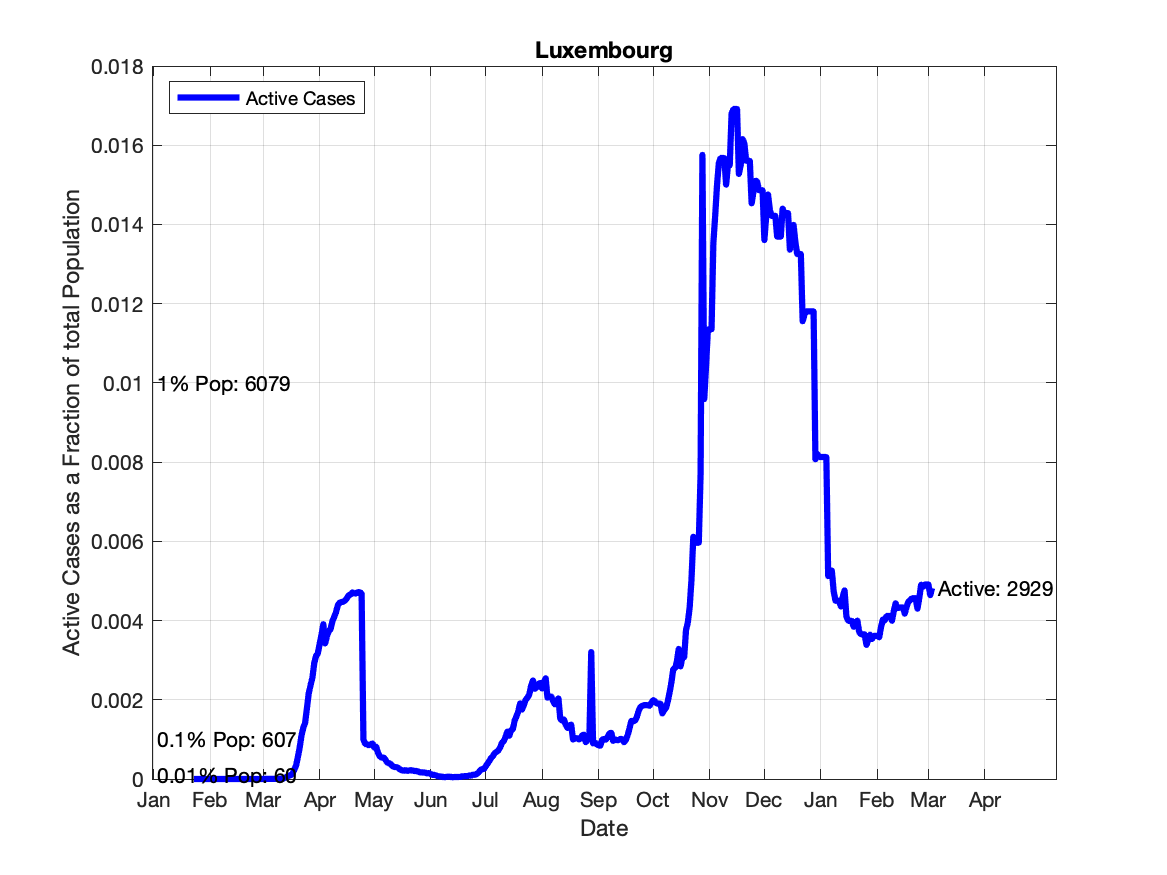 Luxembourg
Active Cases
Active Cases as a Fraction of total Population
0.018
0.016
0.014
0.012
0.01
0.008
0.006
0.004
0.002
0
1% Pop: 6079
0.1% Pop: 607
0.01% Pop: 60
Active: 2929
Jan Feb Mar Apr May Jun Jul Aug Sep Oct Nov Dec Jan Feb Mar Apr
Date